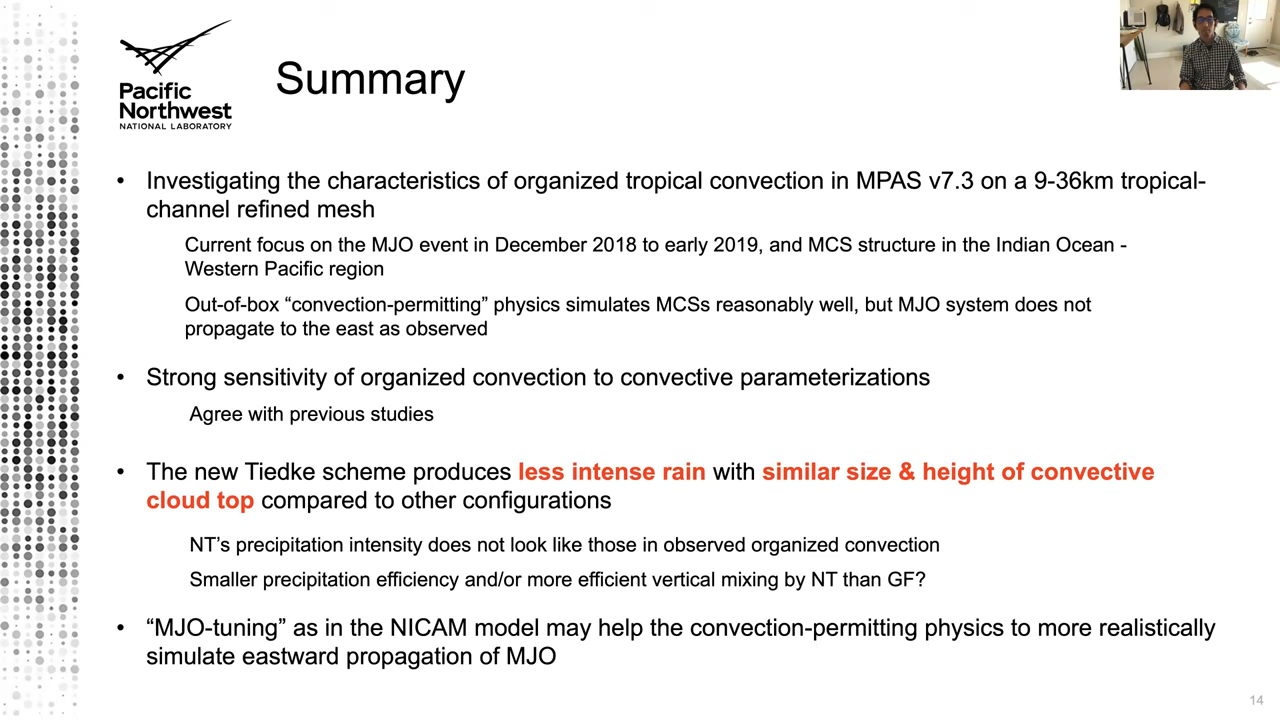 Pacific
Northwest
NATIONAL LABORATORY
Summary
• Investigating the characteristics of organized tropical convection in MPAS v7.3 on a 9-36km tropical-
channel refined mesh
Current focus on the MJO event in December 2018 to early 2019, and MCS structure in the Indian Ocean -
Western Pacific region
Out-of-box “convection-permitting” physics simulates MCSs reasonably well, but MJO system does not
propagate to the east as observed
• Strong sensitivity of organized convection to convective parameterizations
Agree with previous studies
• The new Tiedke scheme produces less intense rain with similar size & height of convective
cloud top compared to other configurations
NT’s precipitation intensity does not look like those in observed organized convection
Smaller precipitation efficiency and/or more efficient vertical mixing by NT than GF?
• “MJO-tuning” as in the NICAM model may help the convection-permitting physics to more realistically
simulate eastward propagation of MJO
14